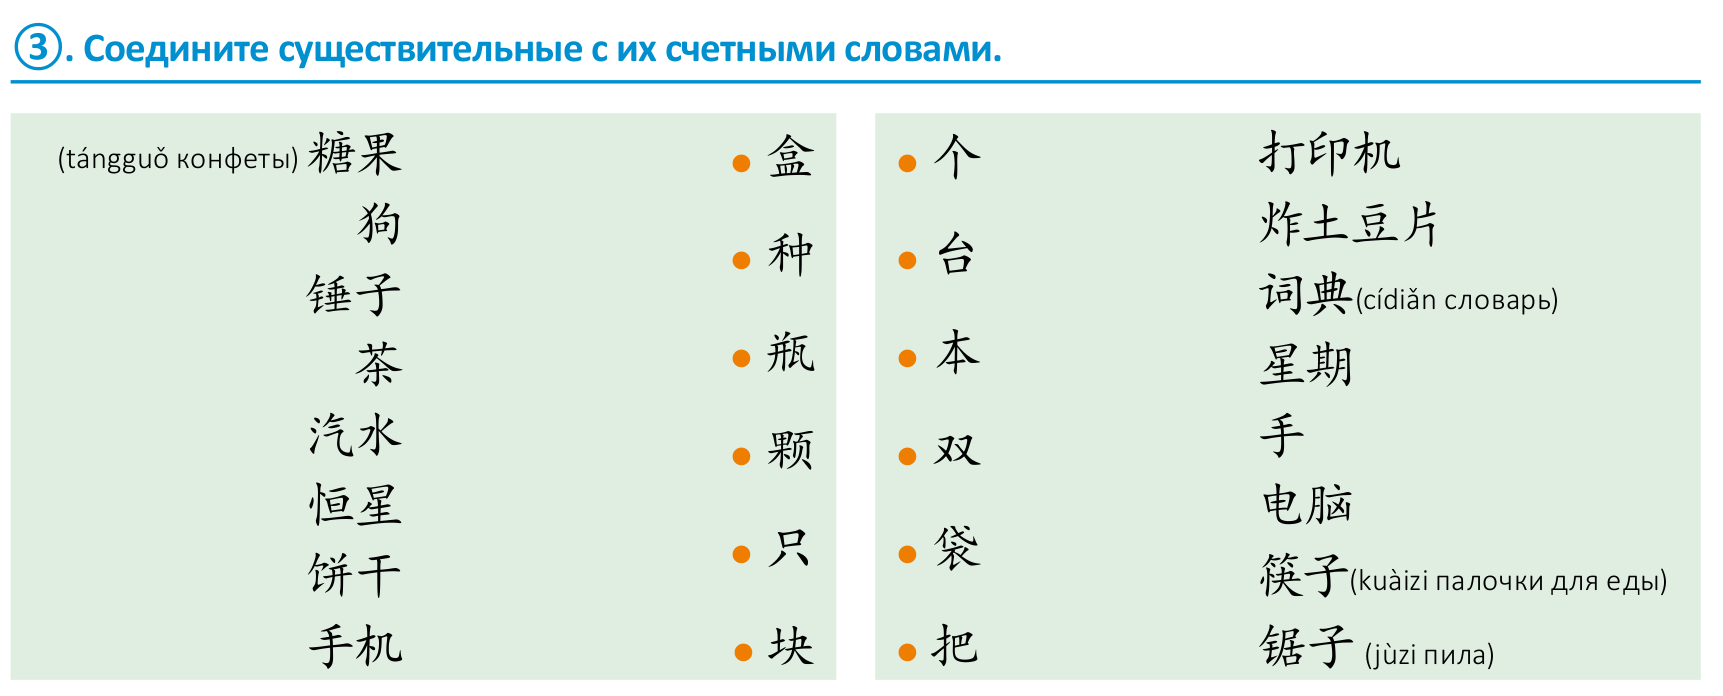 ③. Соедините существительные с их счетными словами.
(tángguǒ конфеты) 糖果
狗
锤子
茶
汽水
恒星
饼干
手机
• 盒
• 种
• 瓶
• 颗
• 只
• 块
• 个
• 台
• 本
• 双
• 袋
• 把
打印机
炸土豆片
词典(cídiǎn словарь)
星期
手
电脑
筷子(kuàizi палочки для еды)
锯子 (jùzi пила)